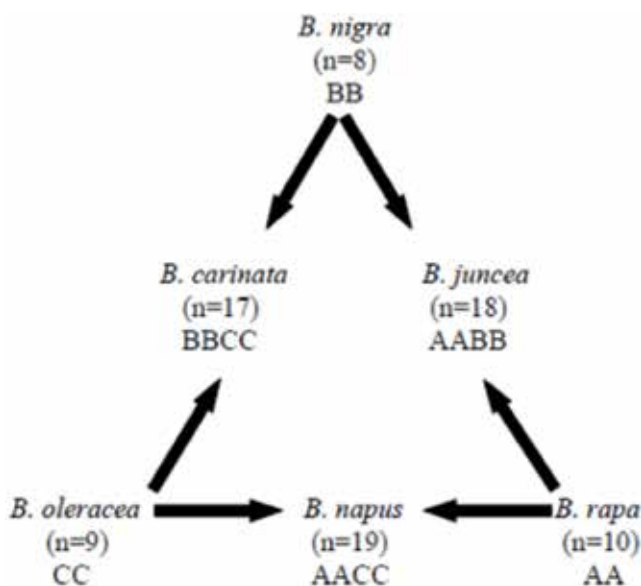 B. nigra
(n=8)
BB
B. carinata
(n=17)
BBCC
B. juncea
(n=18)
AABB
B. oleracea
(n=9)
CC
B. napus
(n=19)
AACC
B. rapa
(n=10)
AA